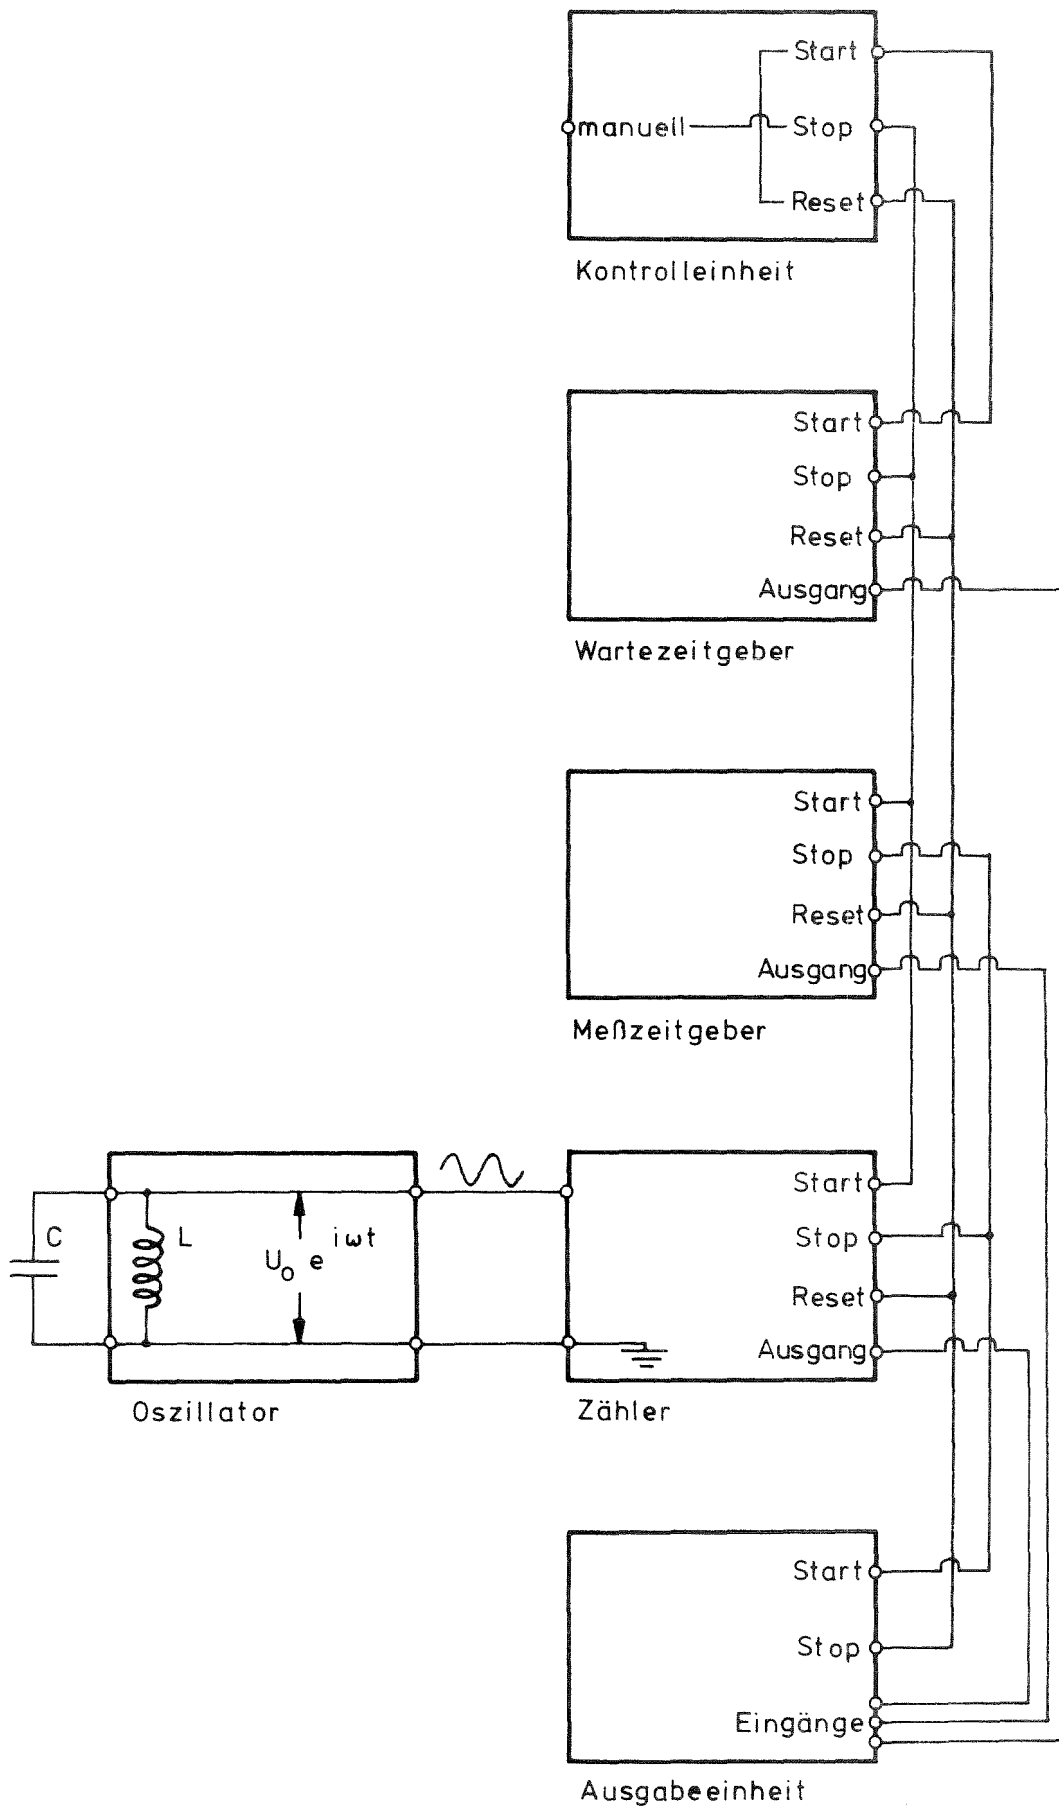 Start
manuell Stop
Reset
Kontrolleinheit
Start
Stop
Reset
Ausgang
Wartezeitgeber
Start
Stop
Reset
Ausgang
Meßzeitgeber
C
L
U₀ e^iωt
Oszillator
Start
Stop
Reset
Ausgang
Zähler
Start
Stop
Eingänge
Ausgabeeinheit